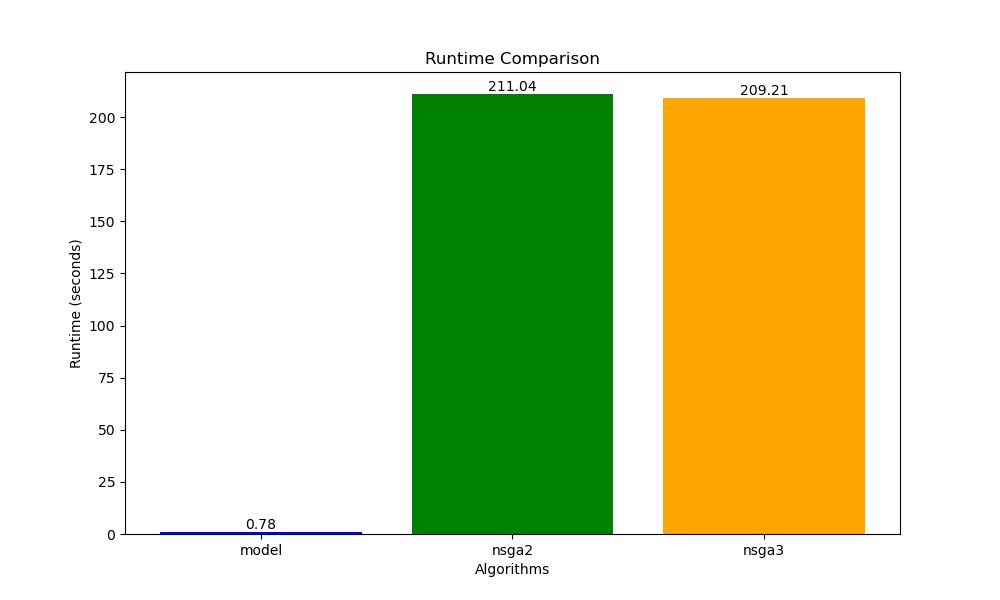 Runtime Comparison
211.04
209.21
0.78
200
175
150
125
100
75
50
25
0
Runtime (seconds)
model
nsga2
nsga3
Algorithms